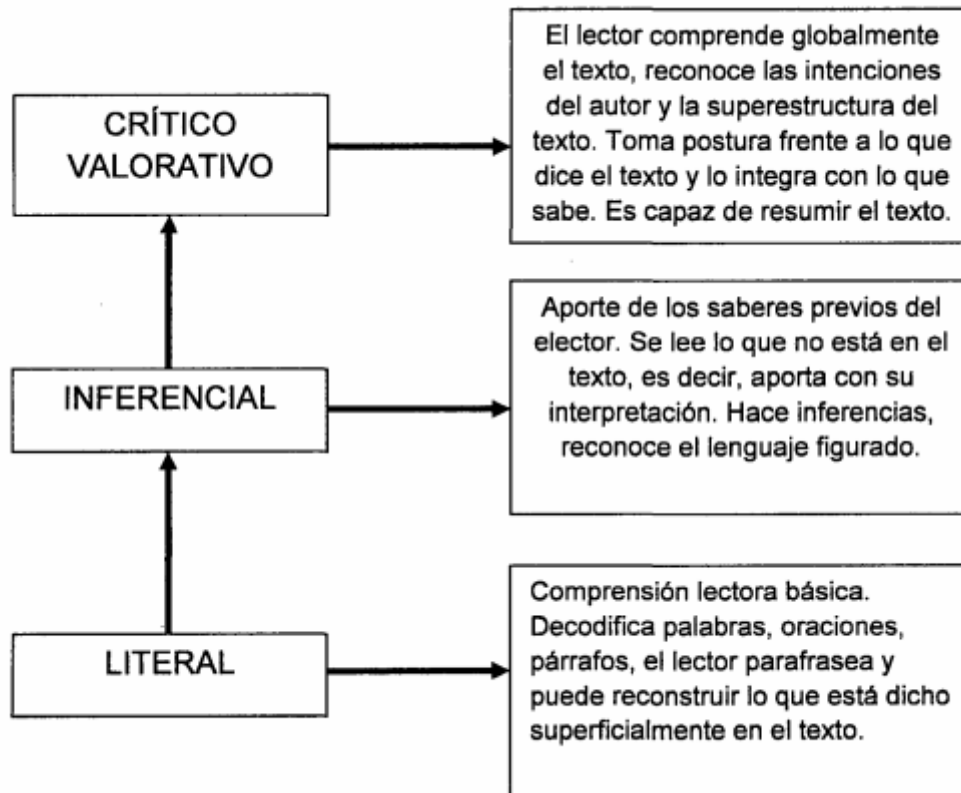 CRÍTICO
VALORATIVO
El lector comprende globalmente
el texto, reconoce las intenciones
del autor y la superestructura del
texto. Toma postura frente a lo que
dice el texto y lo integra con lo que
sabe. Es capaz de resumir el texto.
INFERENCIAL
Aporte de los saberes previos del
elector. Se lee lo que no está en el
texto, es decir, aporta con su
interpretación. Hace inferencias,
reconoce el lenguaje figurado.
LITERAL
Comprensión lectora básica.
Decodifica palabras, oraciones,
párrafos, el lector parafrasea y
puede reconstruir lo que está dicho
superficialmente en el texto.